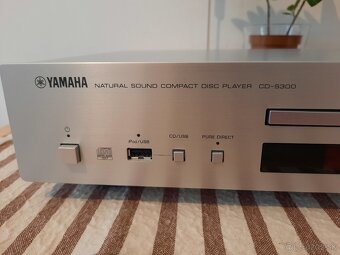 YAMAHA NATURAL SOUND COMPACT DISC PLAYER CD-S300
iPod/USB
CD/USB
PURE DIRECT